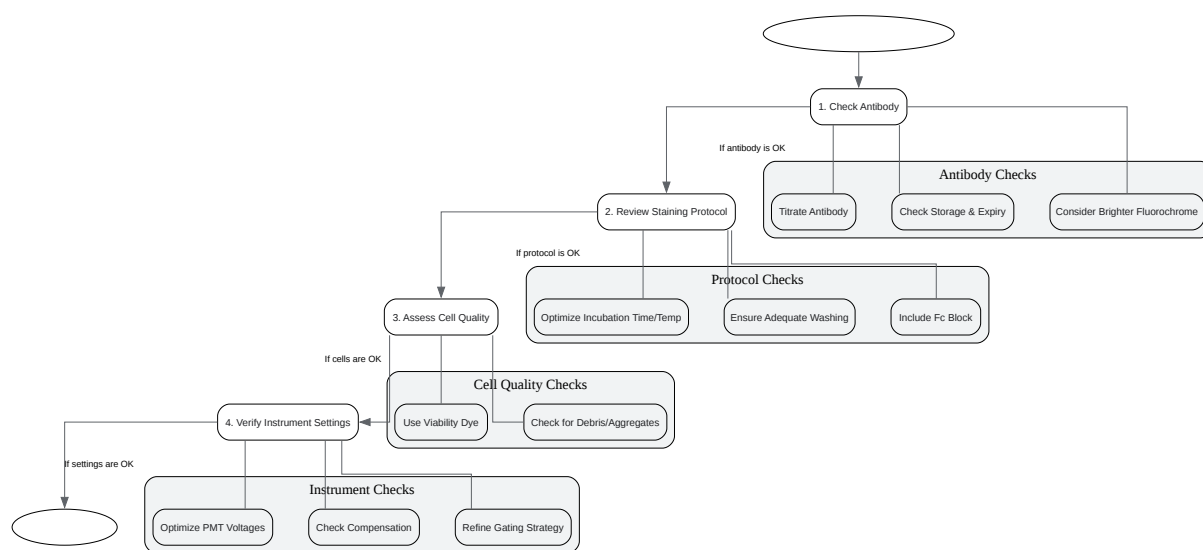 1. Check Antibody
If antibody is OK
Antibody Checks
Titrate Antibody
Check Storage & Expiry
Consider Brighter Fluorochrome
2. Review Staining Protocol
If protocol is OK
Protocol Checks
Optimize Incubation Time/Temp
Ensure Adequate Washing
Include Fc Block
3. Assess Cell Quality
If cells are OK
Cell Quality Checks
Use Viability Dye
Check for Debris/Aggregates
4. Verify Instrument Settings
If settings are OK
Instrument Checks
Optimize PMT Voltages
Check Compensation
Refine Gating Strategy